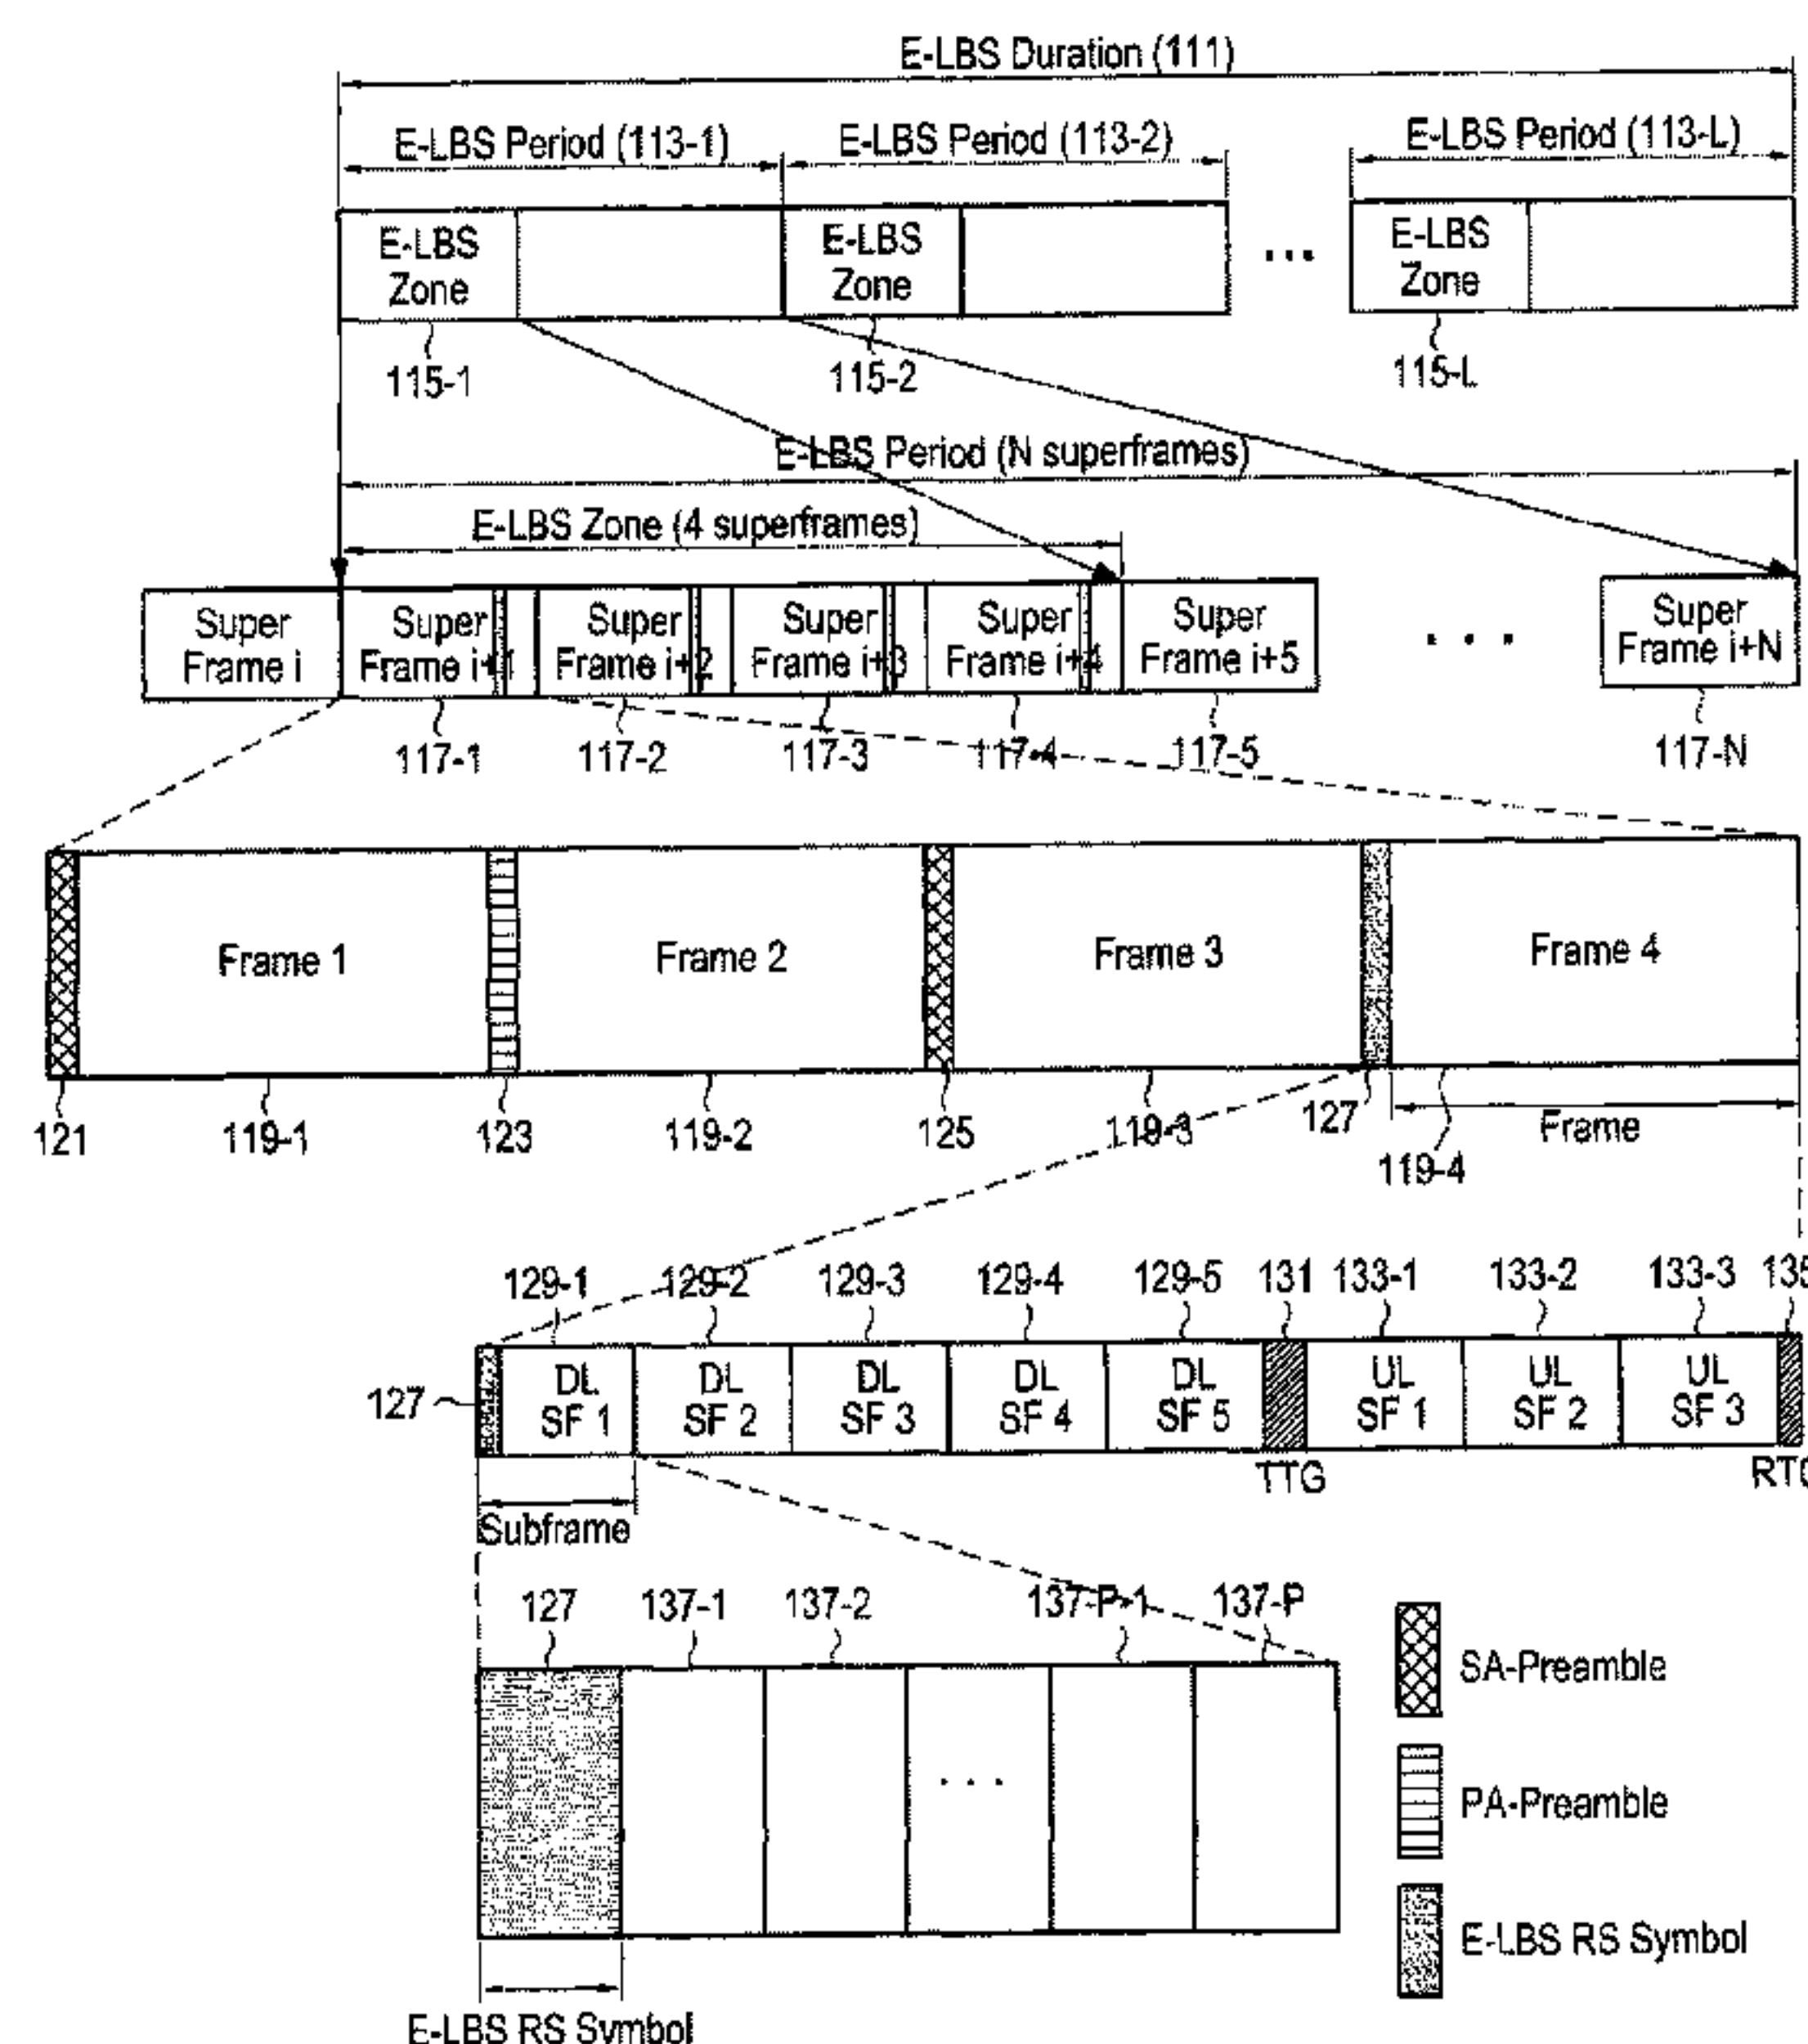 E-LBS Duration (111)
E-LBS Period (113-1)
E-LBS Period (113-2)
E-LBS Period (113-L)
E-LBS
Zone
E-LBS
Zone
...
E-LBS
Zone
115-1
115-2
115-L
E-LBS Period (N superframes)
E-LBS Zone (4 superframes)
Super
Frame i
Super
Frame i+1
Super
Frame i+2
Super
Frame i+3
Super
Frame i+4
Super
Frame i+5
...
Super
Frame i+N
117-1
117-2
117-3
117-4
117-5
117-N
Frame 1
Frame 2
Frame 3
Frame 4
121
119-1
123
119-2
125
119-3
127
Frame
119-4
129-1
129-2
129-3
129-4
129-5
131
133-1
133-2
133-3
135
127
DL
SF 1
DL
SF 2
DL
SF 3
DL
SF 4
DL
SF 5
UL
SF 1
UL
SF 2
UL
SF 3
TTG
RTG
Subframe
127
137-1
137-2
137-P-1
137-P
...
SA-Preamble
PA-Preamble
E-LBS RS Symbol
E-LBS RS Symbol